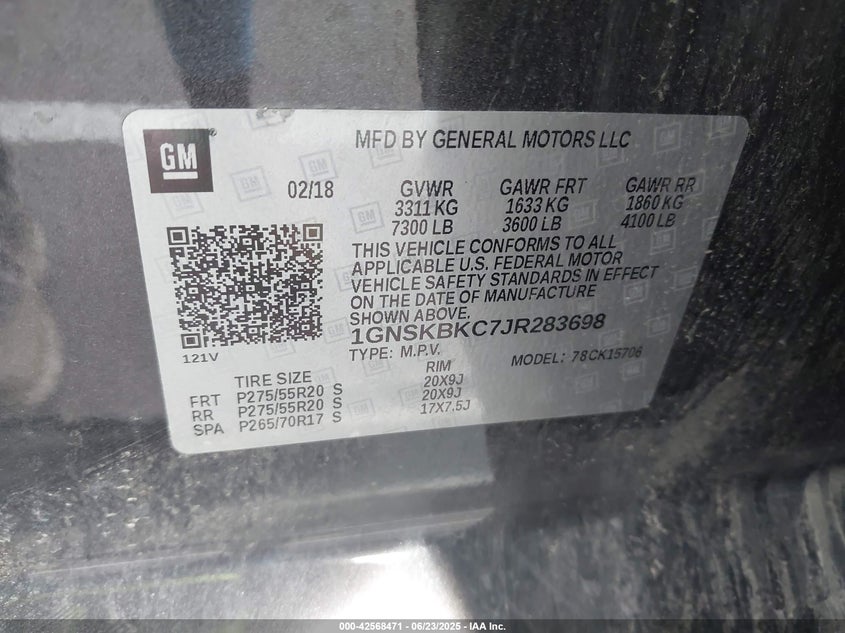 GM
MFD BY GENERAL MOTORS LLC
02/18
GVWR GAWR FRT GAWR RR
3311 KG 1633 KG 1860 KG
7300 LB 3600 LB 4100 LB
THIS VEHICLE CONFORMS TO ALL
APPLICABLE U.S. FEDERAL MOTOR
VEHICLE SAFETY STANDARDS IN EFFECT
ON THE DATE OF MANUFACTURE
SHOWN ABOVE.
1GNSKBKC7JR283698
121V
TYPE: M.P.V. MODEL: 78CK15706
TIRE SIZE RIM
FRT P275/55R20 S 20X9J
RR P275/55R20 S 20X9J
SPA P265/70R17 S 17X7.5J
000-42568471 - 06/23/2025 - IAA Inc.